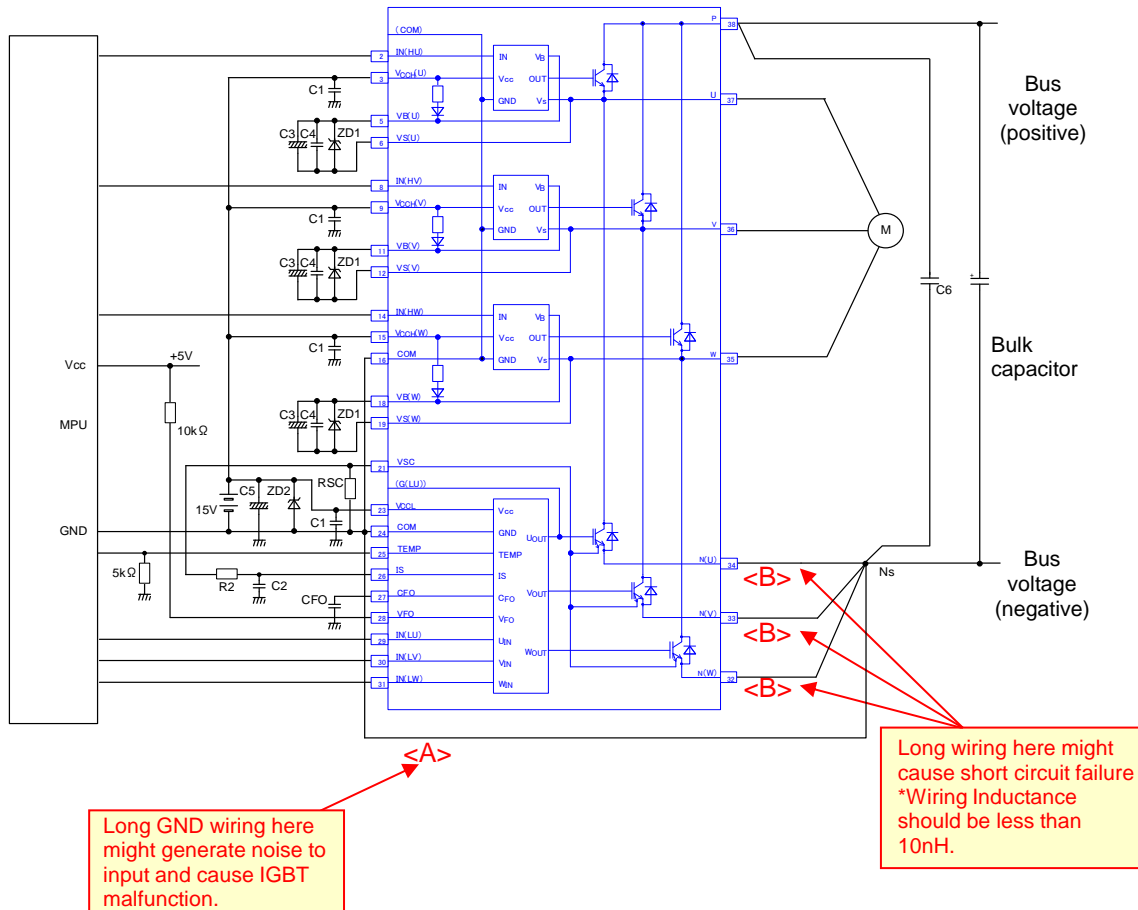 (COM)
P
38
IN(HU)
2
IN
VB
VCCH(U)
3
Vcc
OUT
C1
GND
Vs
U
37
Bus
voltage
(positive)
VB(U)
5
C3
C4
ZD1
VS(U)
6
IN(HV)
8
IN
VB
VCCH(V)
9
Vcc
OUT
C1
GND
Vs
V
36
M
VB(V)
11
C3
C4
ZD1
VS(V)
12
C6
+
IN(HW)
14
IN
VB
VCCH(W)
15
Vcc
OUT
C1
COM
16
GND
Vs
W
35
Bulk
capacitor
Vcc
+5V
MPU
10kΩ
VB(W)
18
C3
C4
ZD1
VS(W)
19
VSC
21
RSC
(G(LU))
C5
ZD2
15V
VCCL
23
Vcc
C1
GND
COM
24
GND
UOUT
TEMP
25
TEMP
5kΩ
IS
26
IS
R2
C2
N(U)
34
<B>
Ns
Bus
voltage
(negative)
CFO
CFO
27
CFO
VOUT
VFO
28
VFO
N(V)
33
<B>
IN(LU)
29
UIN
IN(LV)
30
VIN
WOUT
IN(LW)
31
WIN
N(W)
32
<B>
<A>
Long wiring here might
cause short circuit failure
*Wiring Inductance
should be less than
10nH.
Long GND wiring here
might generate noise to
input and cause IGBT
malfunction.